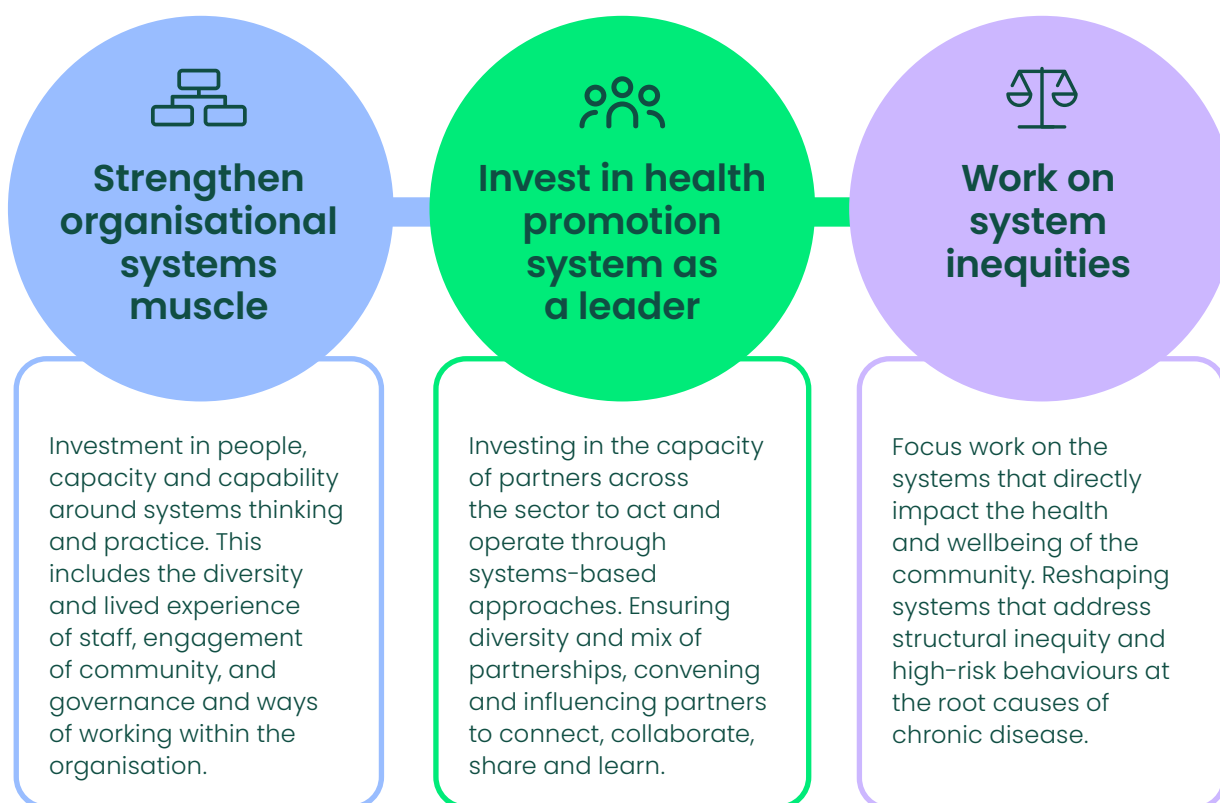 Strengthen
organisational
systems
muscle
Investment in people,
capacity and capability
around systems thinking
and practice. This
includes the diversity
and lived experience
of staff, engagement
of community, and
governance and ways
of working within the
organisation.
Invest in health
promotion
system as
a leader
Investing in the capacity
of partners across
the sector to act and
operate through
systems-based
approaches. Ensuring
diversity and mix of
partnerships, convening
and influencing partners
to connect, collaborate,
share and learn.
Work on
system
inequities
Focus work on the
systems that directly
impact the health
and wellbeing of the
community. Reshaping
systems that address
structural inequity and
high-risk behaviours at
the root causes of
chronic disease.